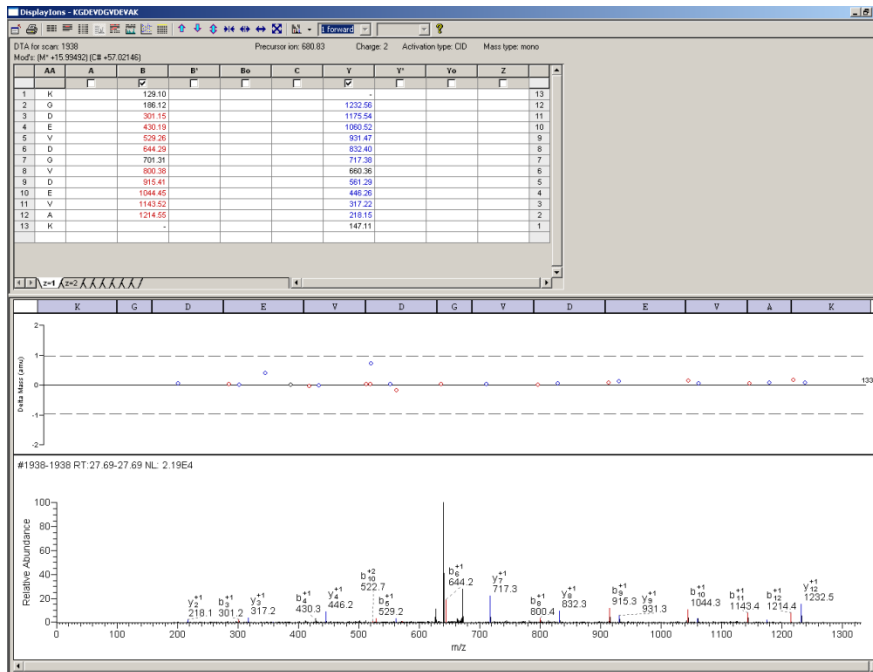 DisplayIons - KGDEVDGVDEVAK
1 forward
DTA for scan: 1938 Precursor ion: 680.83 Charge: 2 Activation type: CID Mass type: mono
Mod's: (M* +15.99492) (C# +57.02146)
AA A B B* Bo C Y Y* Yo Z
1 K 129.10 - 13
2 G 186.12 1232.56 12
3 D 301.15 1175.54 11
4 E 430.19 1060.52 10
5 V 529.26 931.47 9
6 D 644.29 832.40 8
7 G 701.31 717.38 7
8 V 800.38 660.36 6
9 D 915.41 561.29 5
10 E 1044.45 446.26 4
11 V 1143.52 317.22 3
12 A 1214.55 218.15 2
13 K - 147.11 1
z=1 z=2
K G D E V D G V D E V A K
2
1
0
-1
-2
Delta Mass (amu)
133
#1938-1938 RT:27.69-27.69 NL: 2.19E4
100
80
60
40
20
0
Relative Abundance
y2+1 218.1
b3+1 301.2
y3+1 317.2
b4+1 430.3
y4+1 446.2
b10+2 522.7
b5+1 529.2
b6+1 644.2
y7+1 717.3
b8+1 800.4
y8+1 832.3
b9+1 915.3
y9+1 931.3
b10+1 1044.3
b11+1 1143.4
b12+1 1214.4
y12+1 1232.5
0 100 200 300 400 500 600 700 800 900 1000 1100 1200 1300
m/z